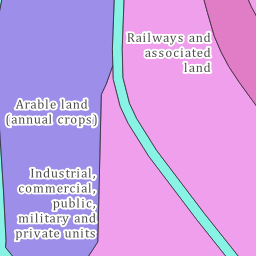 Railways and
associated
land
Arable land
(annual crops)
Industrial,
commercial,
public,
military and
private units